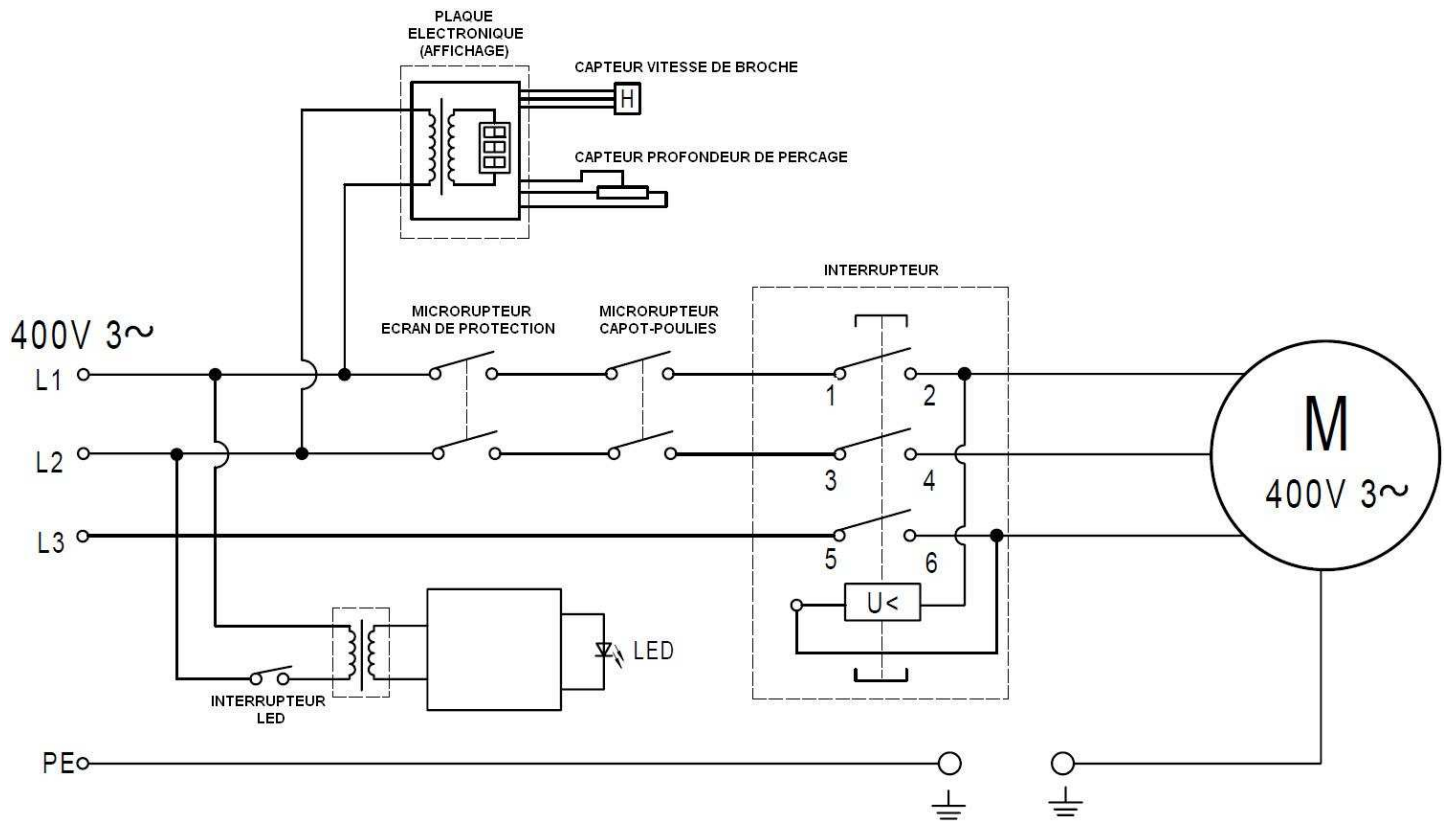 PLAQUE
ELECTRONIQUE
(AFFICHAGE)
CAPTEUR VITESSE DE BROCHE
H
CAPTEUR PROFONDEUR DE PERCAGE
INTERRUPTEUR
MICRORUPTEUR
ECRAN DE PROTECTION
MICRORUPTEUR
CAPOT-POULIES
400V 3~
L1
1
2
L2
3
4
M
400V 3~
L3
5
6
U<
LED
INTERRUPTEUR
LED
PE